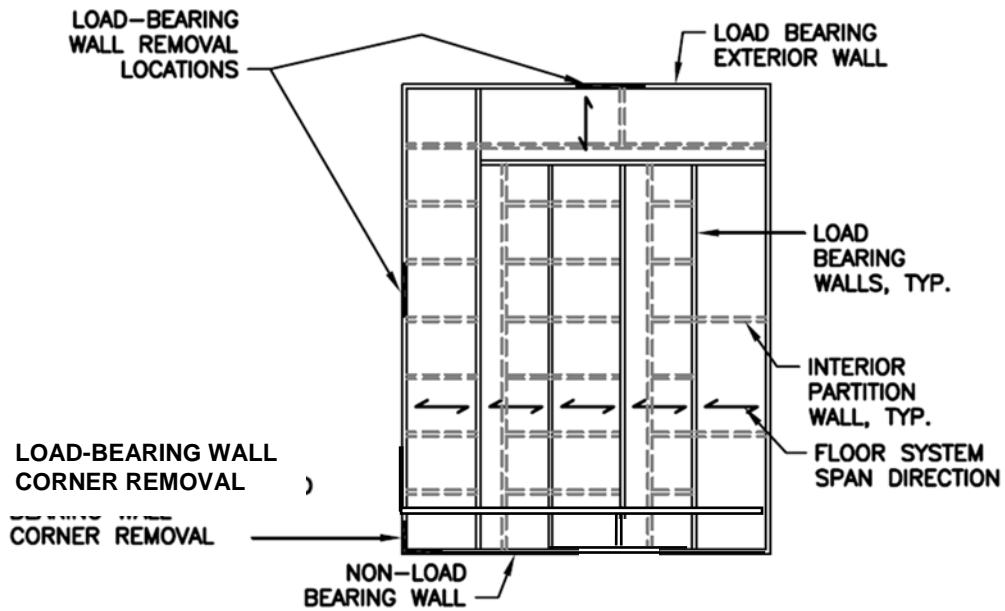 LOAD-BEARING
WALL REMOVAL
LOCATIONS
LOAD BEARING
EXTERIOR WALL
LOAD
BEARING
WALLS, TYP.
INTERIOR
PARTITION
WALL, TYP.
FLOOR SYSTEM
SPAN DIRECTION
LOAD-BEARING WALL
CORNER REMOVAL
CORNER REMOVAL
NON-LOAD
BEARING WALL